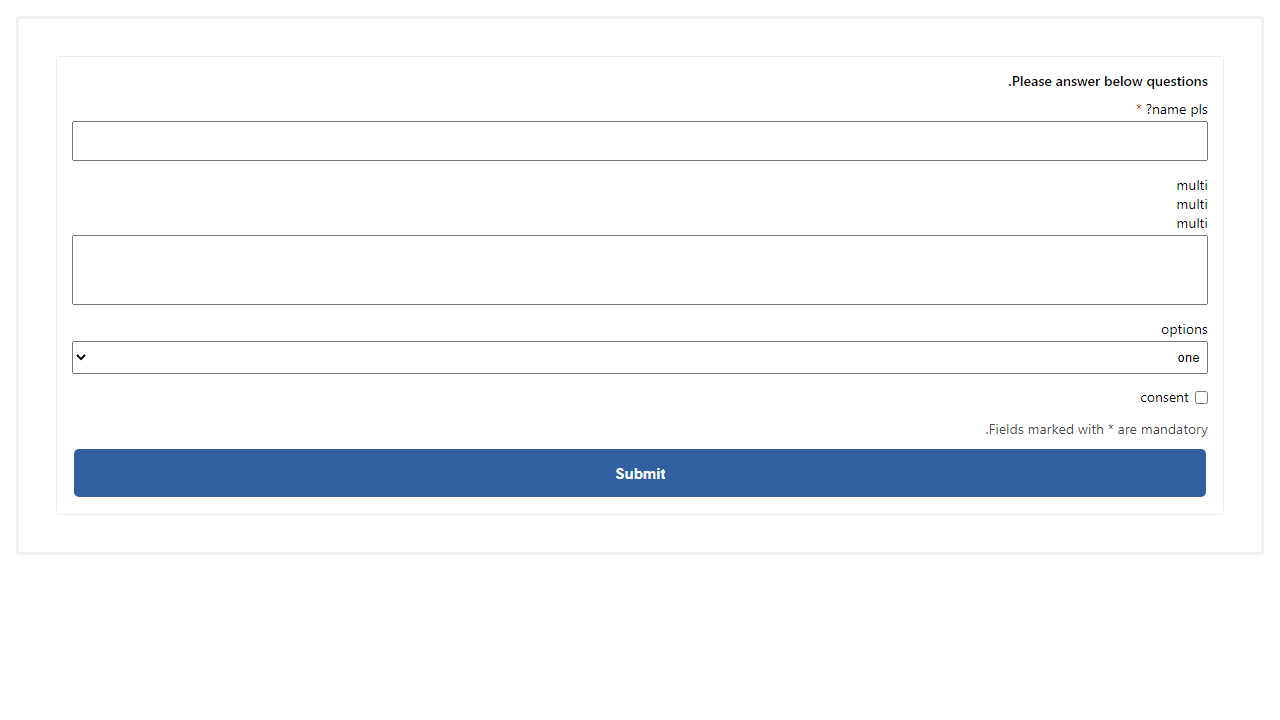 Please answer below questions.
name pls? *
multi
multi
multi
options
one
consent
Fields marked with * are mandatory.
Submit